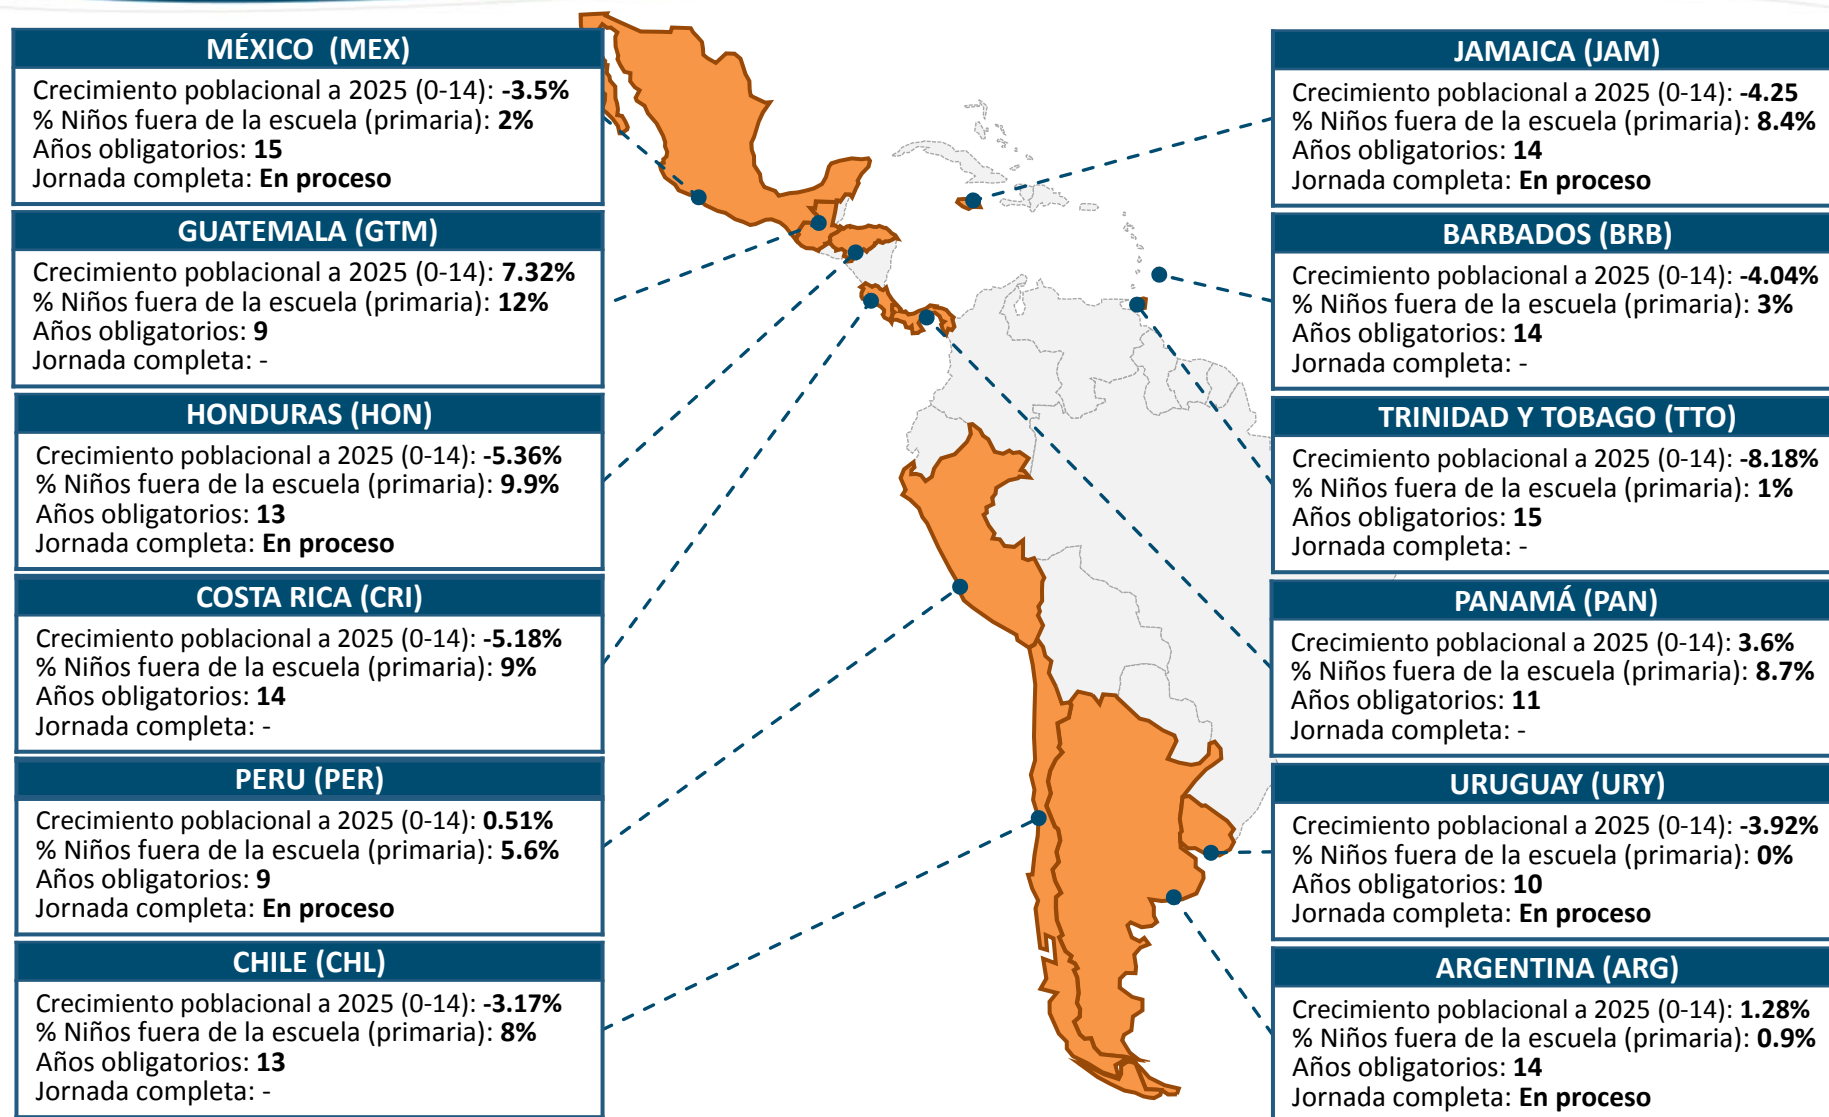 MÉXICO (MEX)
Crecimiento poblacional a 2025 (0-14): -3.5%
% Niños fuera de la escuela (primaria): 2%
Años obligatorios: 15
Jornada completa: En proceso
GUATEMALA (GTM)
Crecimiento poblacional a 2025 (0-14): 7.32%
% Niños fuera de la escuela (primaria): 12%
Años obligatorios: 9
Jornada completa: -
HONDURAS (HON)
Crecimiento poblacional a 2025 (0-14): -5.36%
% Niños fuera de la escuela (primaria): 9.9%
Años obligatorios: 13
Jornada completa: En proceso
COSTA RICA (CRI)
Crecimiento poblacional a 2025 (0-14): -5.18%
% Niños fuera de la escuela (primaria): 9%
Años obligatorios: 14
Jornada completa: -
PERU (PER)
Crecimiento poblacional a 2025 (0-14): 0.51%
% Niños fuera de la escuela (primaria): 5.6%
Años obligatorios: 9
Jornada completa: En proceso
CHILE (CHL)
Crecimiento poblacional a 2025 (0-14): -3.17%
% Niños fuera de la escuela (primaria): 8%
Años obligatorios: 13
Jornada completa: -
JAMAICA (JAM)
Crecimiento poblacional a 2025 (0-14): -4.25
% Niños fuera de la escuela (primaria): 8.4%
Años obligatorios: 14
Jornada completa: En proceso
BARBADOS (BRB)
Crecimiento poblacional a 2025 (0-14): -4.04%
% Niños fuera de la escuela (primaria): 3%
Años obligatorios: 14
Jornada completa: -
TRINIDAD Y TOBAGO (TTO)
Crecimiento poblacional a 2025 (0-14): -8.18%
% Niños fuera de la escuela (primaria): 1%
Años obligatorios: 15
Jornada completa: -
PANAMÁ (PAN)
Crecimiento poblacional a 2025 (0-14): 3.6%
% Niños fuera de la escuela (primaria): 8.7%
Años obligatorios: 11
Jornada completa: -
URUGUAY (URY)
Crecimiento poblacional a 2025 (0-14): -3.92%
% Niños fuera de la escuela (primaria): 0%
Años obligatorios: 10
Jornada completa: En proceso
ARGENTINA (ARG)
Crecimiento poblacional a 2025 (0-14): 1.28%
% Niños fuera de la escuela (primaria): 0.9%
Años obligatorios: 14
Jornada completa: En proceso